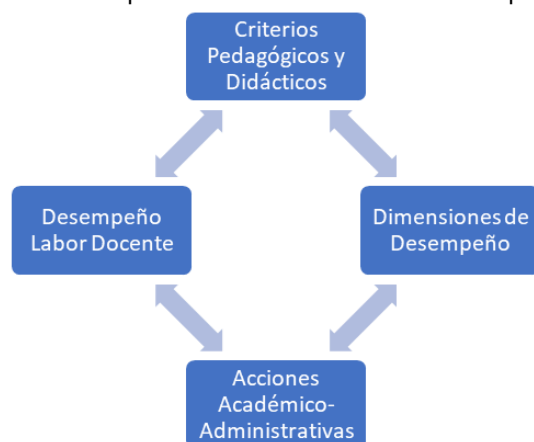 Criterios
Pedagógicos y
Didácticos
Desempeño
Labor Docente
Dimensiones de
Desempeño
Acciones
Académico-
Administrativas